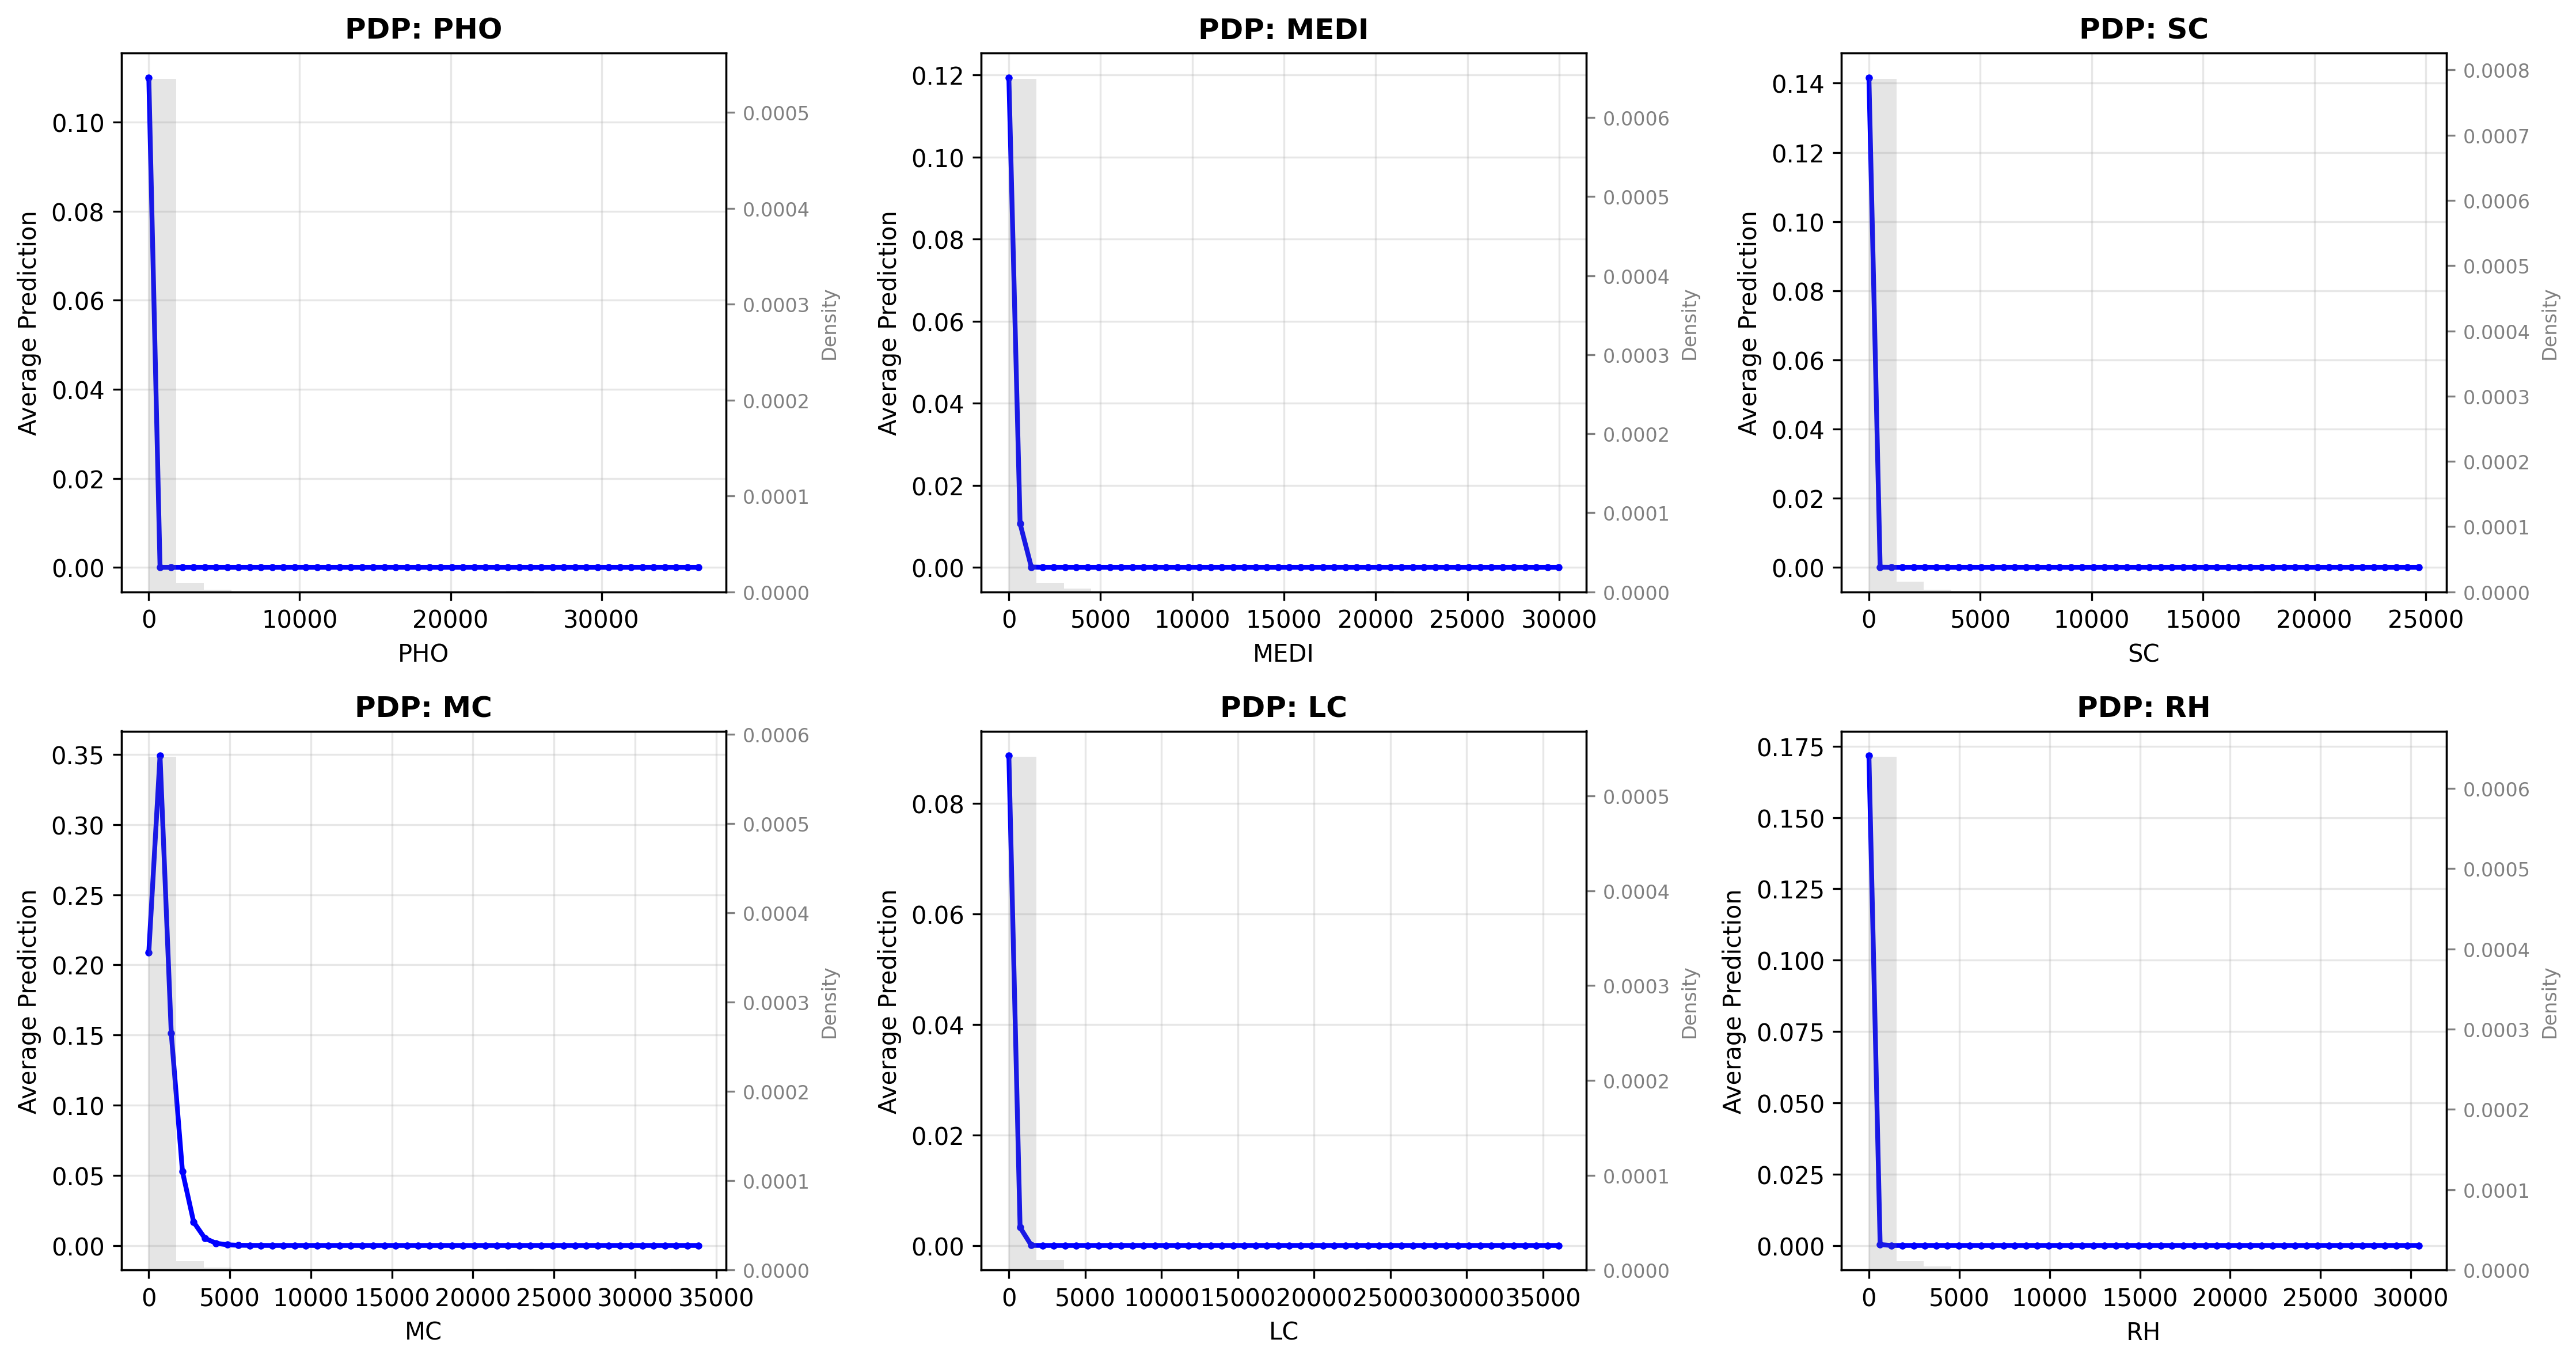 PDP: PHO
0.10
0.08
0.06
0.04
0.02
0.00
Average Prediction
0.0005
0.0004
0.0003
0.0002
0.0001
0.0000
Density
0 10000 20000 30000
PHO
PDP: MEDI
0.12
0.10
0.08
0.06
0.04
0.02
0.00
Average Prediction
0.0006
0.0005
0.0004
0.0003
0.0002
0.0001
0.0000
Density
0 5000 10000 15000 20000 25000 30000
MEDI
PDP: SC
0.14
0.12
0.10
0.08
0.06
0.04
0.02
0.00
Average Prediction
0.0008
0.0007
0.0006
0.0005
0.0004
0.0003
0.0002
0.0001
0.0000
Density
0 5000 10000 15000 20000 25000
SC
PDP: MC
0.35
0.30
0.25
0.20
0.15
0.10
0.05
0.00
Average Prediction
0.0006
0.0005
0.0004
0.0003
0.0002
0.0001
0.0000
Density
0 5000 10000 15000 20000 25000 30000 35000
MC
PDP: LC
0.08
0.06
0.04
0.02
0.00
Average Prediction
0.0005
0.0004
0.0003
0.0002
0.0001
0.0000
Density
0 5000 10000 15000 20000 25000 30000 35000
LC
PDP: RH
0.175
0.150
0.125
0.100
0.075
0.050
0.025
0.000
Average Prediction
0.0006
0.0005
0.0004
0.0003
0.0002
0.0001
0.0000
Density
0 5000 10000 15000 20000 25000 30000
RH